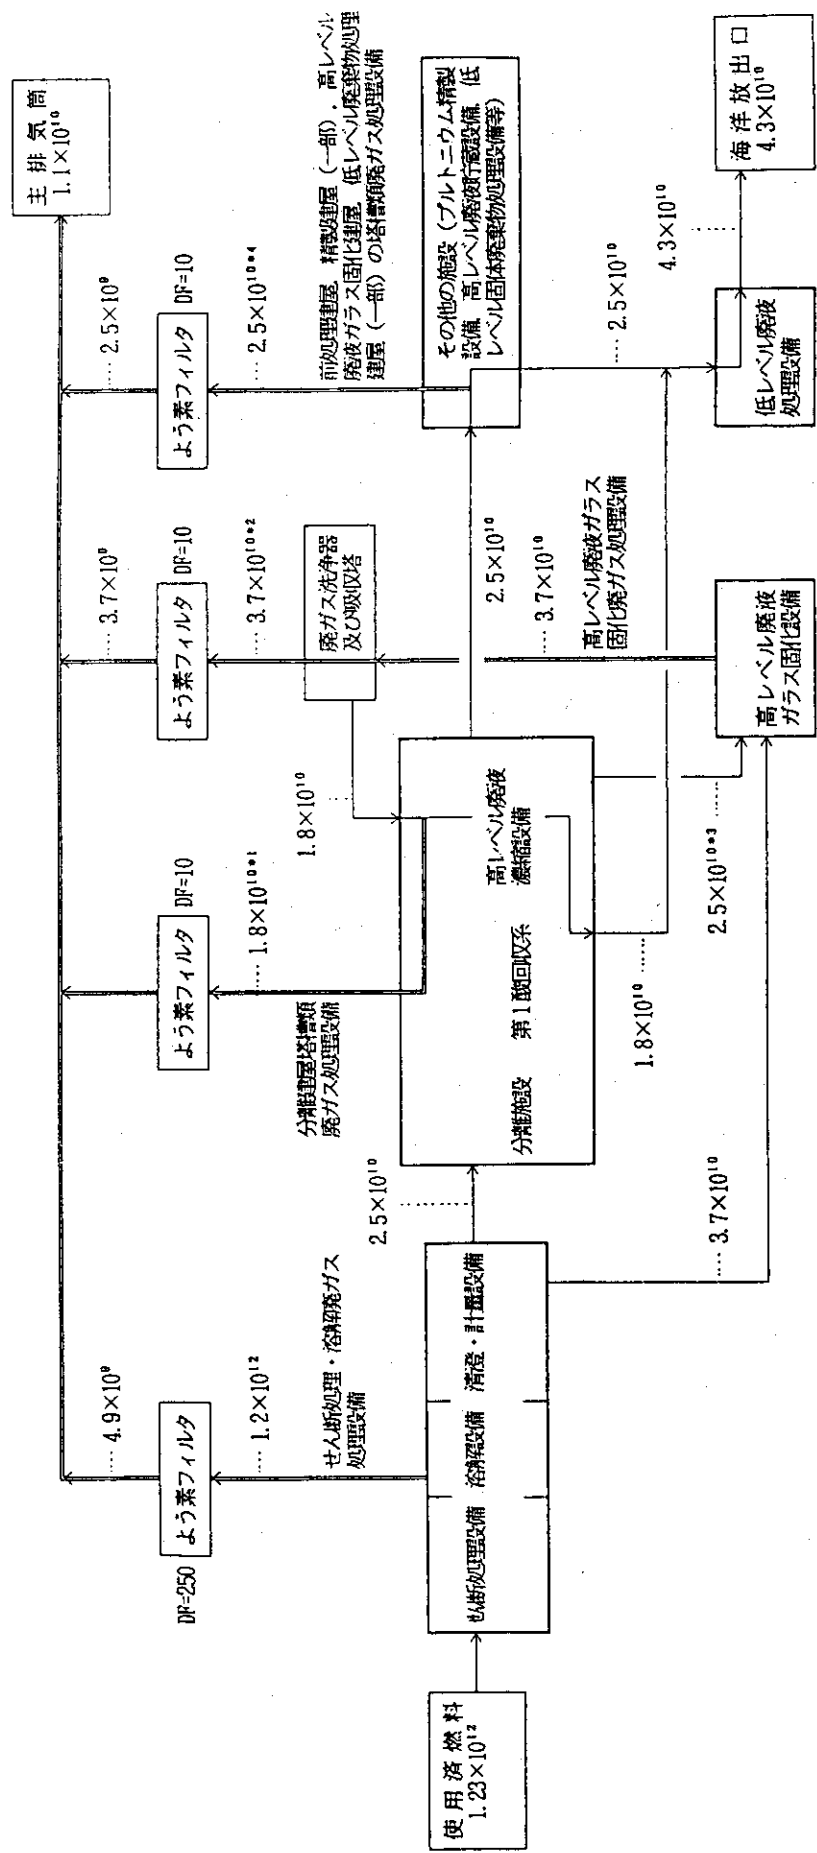 主排気筒
1.1×10¹⁰
4.9×10⁹
よう素フィルタ
DF=250
1.2×10¹²
せん断処理・溶解廃ガス
処理設備
よう素フィルタ
DF=10
1.8×10¹⁰*¹
分離建屋塔槽類
廃ガス処理設備
3.7×10⁹
よう素フィルタ
DF=10
3.7×10¹⁰*²
廃ガス洗浄器
及び吸収塔
1.8×10¹⁰
3.7×10¹⁰
高レベル廃液ガラス
固化廃ガス処理設備
2.5×10⁹
よう素フィルタ
DF=10
2.5×10¹⁰*⁴
前処理建屋,精製建屋(一部),高レベル
廃液ガラス固化建屋,低レベル廃棄物処理
建屋(一部)の塔槽類廃ガス処理設備
使用済燃料
1.23×10¹²
せん断処理設備
溶解設備
清澄・計量設備
2.5×10¹⁰
分離施設
第1酸回収系
高レベル廃液
濃縮設備
2.5×10¹⁰
その他の施設(プルトニウム精製
設備,高レベル廃液貯蔵設備,低
レベル固体廃棄物処理設備等)
1.8×10¹⁰
2.5×10¹⁰
3.7×10¹⁰
2.5×10¹⁰*³
高レベル廃液
ガラス固化設備
低レベル廃液
処理設備
4.3×10¹⁰
海洋放出口
4.3×10¹⁰